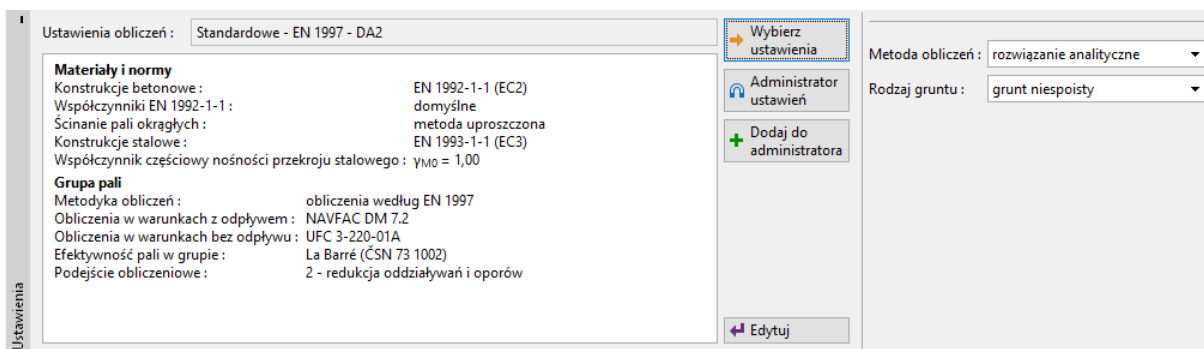 Ustawienia obliczeń : Standardowe - EN 1997 - DA2
Materiały i normy
Konstrukcje betonowe : EN 1992-1-1 (EC2)
Współczynniki EN 1992-1-1 : domyślne
Ścinanie pali okrągłych : metoda uproszczona
Konstrukcje stalowe : EN 1993-1-1 (EC3)
Współczynnik częściowy nośności przekroju stalowego : γM0 = 1,00
Grupa pali
Metodyka obliczeń : obliczenia według EN 1997
Obliczenia w warunkach z odpływem : NAVFAC DM 7.2
Obliczenia w warunkach bez odpływu : UFC 3-220-01A
Efektywność pali w grupie : La Barré (ČSN 73 1002)
Podejście obliczeniowe : 2 - redukcja oddziaływań i oporów
Wybierz
ustawienia
Administrator
ustawień
Dodaj do
administratora
Edytuj
Metoda obliczeń : rozwiązanie analityczne
Rodzaj gruntu : grunt niespoisty
Ustawienia